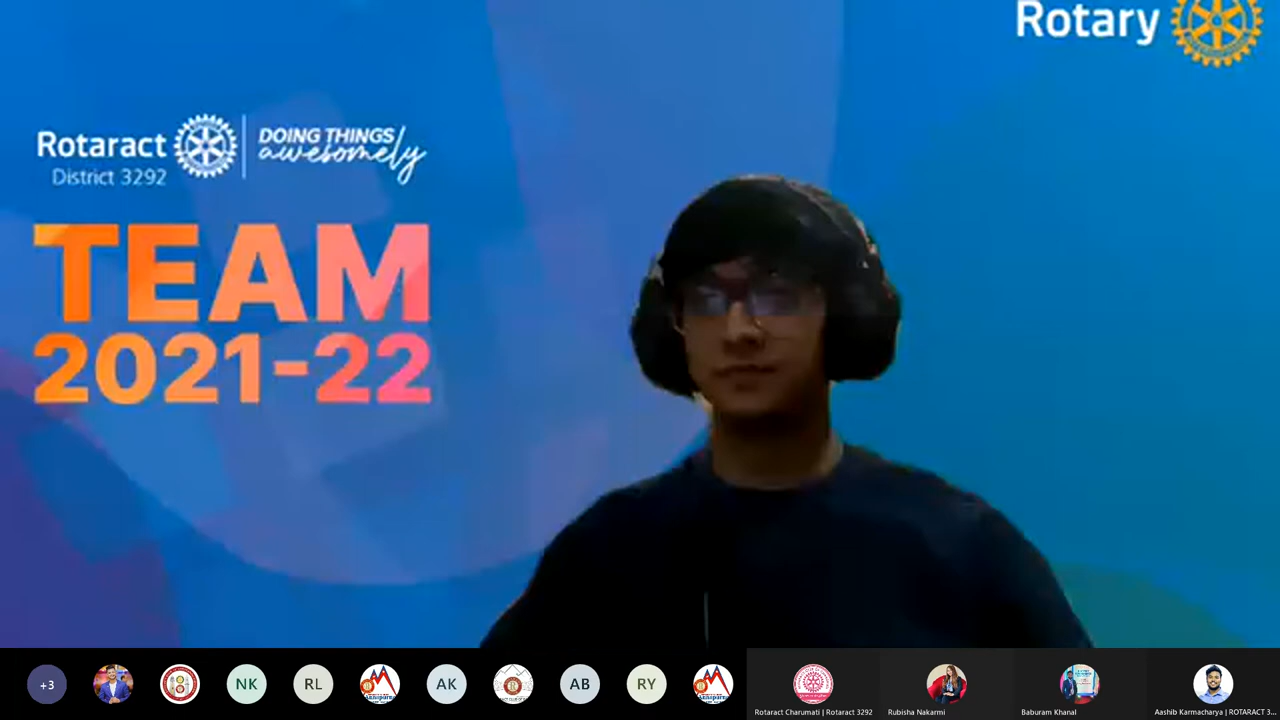 Rotary
Rotaract
District 3292
DOING THINGS
awesomely
TEAM
2021-22
+3
NK
RL
AK
AB
RY
Rotaract Charumati | Rotaract 3292
Rubisha Nakarmi
Baburam Khanal
Aashib Karmacharya | ROTARACT 3...